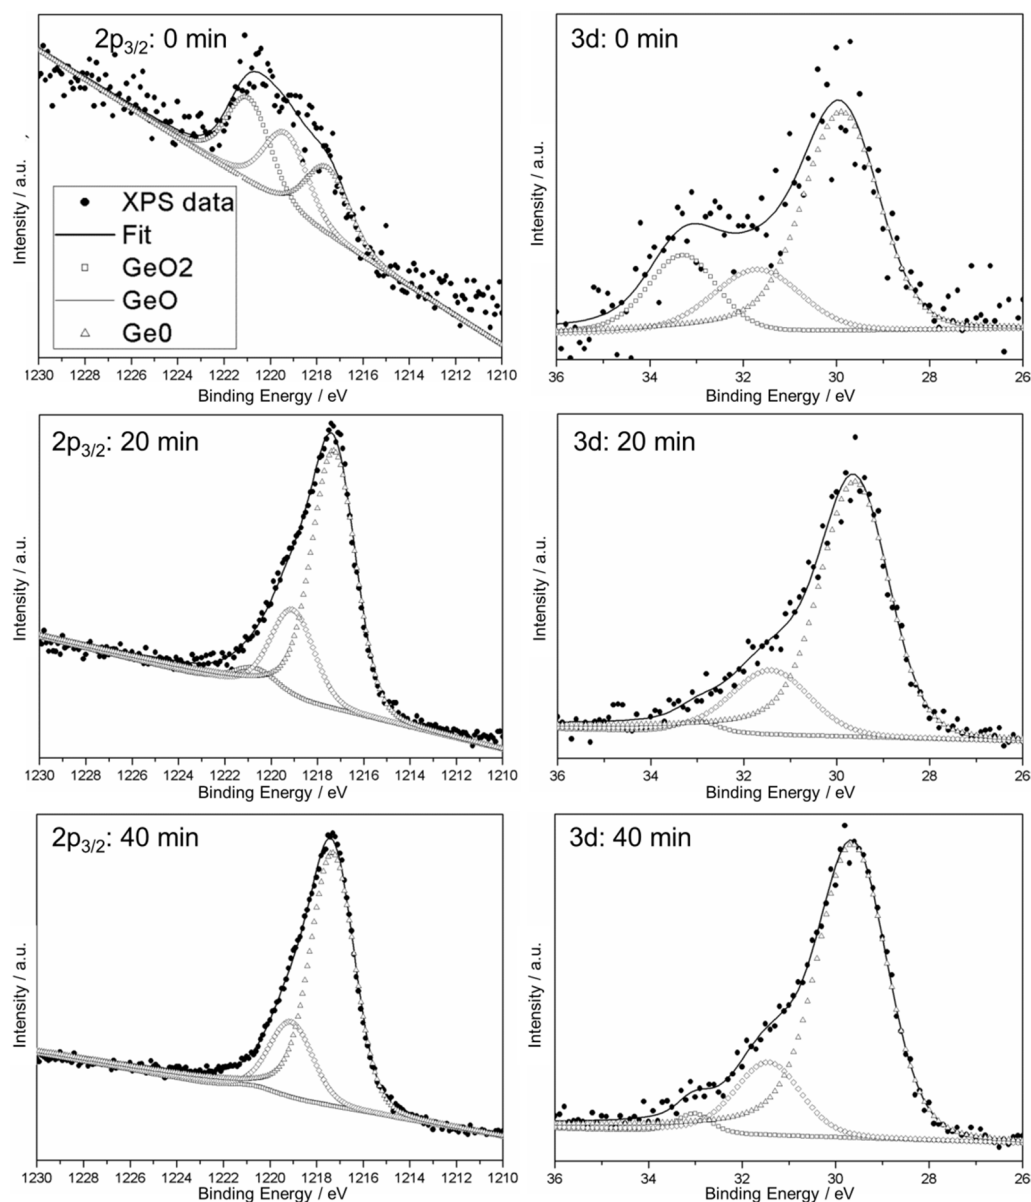 2p3/2: 0 min
Intensity / a.u.
XPS data
Fit
GeO2
GeO
Ge0
1230 1228 1226 1224 1222 1220 1218 1216 1214 1212 1210
Binding Energy / eV
3d: 0 min
Intensity / a.u.
36 34 32 30 28 26
Binding Energy / eV
2p3/2: 20 min
Intensity / a.u.
1230 1228 1226 1224 1222 1220 1218 1216 1214 1212 1210
Binding Energy / eV
3d: 20 min
Intensity / a.u.
36 34 32 30 28 26
Binding Energy / eV
2p3/2: 40 min
Intensity / a.u.
1230 1228 1226 1224 1222 1220 1218 1216 1214 1212 1210
Binding Energy / eV
3d: 40 min
Intensity / a.u.
36 34 32 30 28 26
Binding Energy / eV